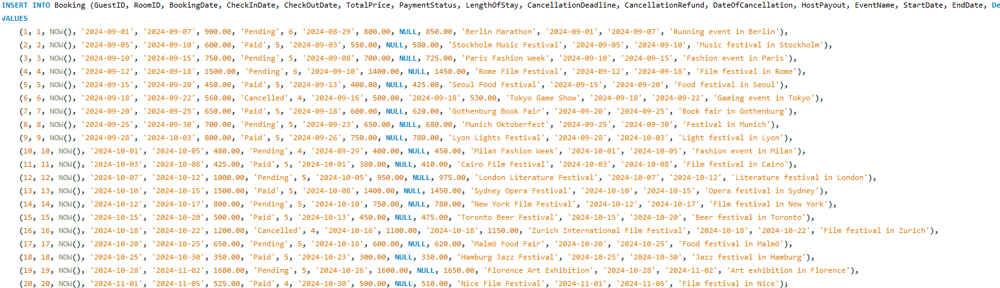 INSERT INTO Booking (GuestID, RoomID, BookingDate, CheckInDate, CheckOutDate, TotalPrice, PaymentStatus, LengthOfStay, CancellationDeadline, CancellationRefund, DateOfCancellation, HostPayout, EventName, StartDate, EndDate, De
VALUES
(1, 1, NOW(), '2024-09-01', '2024-09-07', 900.00, 'Pending', 6, '2024-08-29', 800.00, NULL, 850.00, 'Berlin Marathon', '2024-09-01', '2024-09-07', 'Running event in Berlin'),
(2, 2, NOW(), '2024-09-05', '2024-09-10', 600.00, 'Paid', 5, '2024-09-03', 550.00, NULL, 580.00, 'Stockholm Music Festival', '2024-09-05', '2024-09-10', 'Music festival in Stockholm'),
(3, 3, NOW(), '2024-09-10', '2024-09-15', 750.00, 'Pending', 5, '2024-09-08', 700.00, NULL, 725.00, 'Paris Fashion Week', '2024-09-10', '2024-09-15', 'Fashion event in Paris'),
(4, 4, NOW(), '2024-09-12', '2024-09-18', 1500.00, 'Pending', 6, '2024-09-10', 1400.00, NULL, 1450.00, 'Rome Film Festival', '2024-09-12', '2024-09-18', 'Film festival in Rome'),
(5, 5, NOW(), '2024-09-15', '2024-09-20', 450.00, 'Paid', 5, '2024-09-13', 400.00, NULL, 425.00, 'Seoul Food Festival', '2024-09-15', '2024-09-20', 'Food festival in Seoul'),
(6, 6, NOW(), '2024-09-18', '2024-09-22', 560.00, 'Cancelled', 4, '2024-09-16', 500.00, '2024-09-18', 530.00, 'Tokyo Game Show', '2024-09-18', '2024-09-22', 'Gaming event in Tokyo'),
(7, 7, NOW(), '2024-09-20', '2024-09-25', 650.00, 'Paid', 5, '2024-09-18', 600.00, NULL, 620.00, 'Gothenburg Book Fair', '2024-09-20', '2024-09-25', 'Book fair in Gothenburg'),
(8, 8, NOW(), '2024-09-25', '2024-09-30', 700.00, 'Pending', 5, '2024-09-23', 650.00, NULL, 680.00, 'Munich Oktoberfest', '2024-09-25', '2024-09-30', 'Festival in Munich'),
(9, 9, NOW(), '2024-09-28', '2024-10-03', 800.00, 'Paid', 5, '2024-09-26', 750.00, NULL, 780.00, 'Lyon Lights Festival', '2024-09-28', '2024-10-03', 'Light festival in Lyon'),
(10, 10, NOW(), '2024-10-01', '2024-10-05', 480.00, 'Pending', 4, '2024-09-29', 400.00, NULL, 450.00, 'Milan Fashion Week', '2024-10-01', '2024-10-05', 'Fashion event in Milan'),
(11, 11, NOW(), '2024-10-03', '2024-10-08', 425.00, 'Paid', 5, '2024-10-01', 380.00, NULL, 410.00, 'Cairo Film Festival', '2024-10-03', '2024-10-08', 'Film festival in Cairo'),
(12, 12, NOW(), '2024-10-07', '2024-10-12', 1000.00, 'Pending', 5, '2024-10-05', 950.00, NULL, 975.00, 'London Literature Festival', '2024-10-07', '2024-10-12', 'Literature festival in London'),
(13, 13, NOW(), '2024-10-10', '2024-10-15', 1500.00, 'Paid', 5, '2024-10-08', 1400.00, NULL, 1450.00, 'Sydney Opera Festival', '2024-10-10', '2024-10-15', 'Opera festival in Sydney'),
(14, 14, NOW(), '2024-10-12', '2024-10-17', 800.00, 'Pending', 5, '2024-10-10', 750.00, NULL, 780.00, 'New York Film Festival', '2024-10-12', '2024-10-17', 'Film festival in New York'),
(15, 15, NOW(), '2024-10-15', '2024-10-20', 500.00, 'Paid', 5, '2024-10-13', 450.00, NULL, 475.00, 'Toronto Beer Festival', '2024-10-15', '2024-10-20', 'Beer festival in Toronto'),
(16, 16, NOW(), '2024-10-18', '2024-10-22', 1200.00, 'Cancelled', 4, '2024-10-16', 1100.00, '2024-10-18', 1150.00, 'Zurich International Film Festival', '2024-10-18', '2024-10-22', 'Film festival in Zurich'),
(17, 17, NOW(), '2024-10-20', '2024-10-25', 650.00, 'Pending', 5, '2024-10-18', 600.00, NULL, 620.00, 'Malmö Food Fair', '2024-10-20', '2024-10-25', 'Food festival in Malmö'),
(18, 18, NOW(), '2024-10-25', '2024-10-30', 350.00, 'Paid', 5, '2024-10-23', 300.00, NULL, 330.00, 'Hamburg Jazz Festival', '2024-10-25', '2024-10-30', 'Jazz festival in Hamburg'),
(19, 19, NOW(), '2024-10-28', '2024-11-02', 1680.00, 'Pending', 5, '2024-10-26', 1600.00, NULL, 1650.00, 'Florence Art Exhibition', '2024-10-28', '2024-11-02', 'Art exhibition in Florence'),
(20, 20, NOW(), '2024-11-01', '2024-11-05', 525.00, 'Paid', 4, '2024-10-30', 500.00, NULL, 510.00, 'Nice Film Festival', '2024-11-01', '2024-11-05', 'Film festival in Nice');